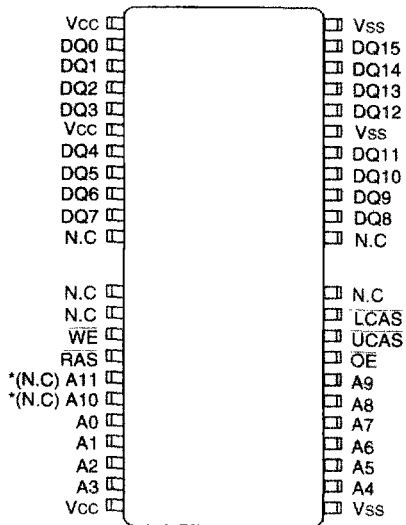 Vcc Vss
DQ0 DQ15
DQ1 DQ14
DQ2 DQ13
DQ3 DQ12
Vcc Vss
DQ4 DQ11
DQ5 DQ10
DQ6 DQ9
DQ7 DQ8
N.C N.C
N.C N.C
N.C LCAS
WE UCAS
RAS OE
*(N.C) A11 A9
*(N.C) A10 A8
A0 A7
A1 A6
A2 A5
A3 A4
Vcc Vss